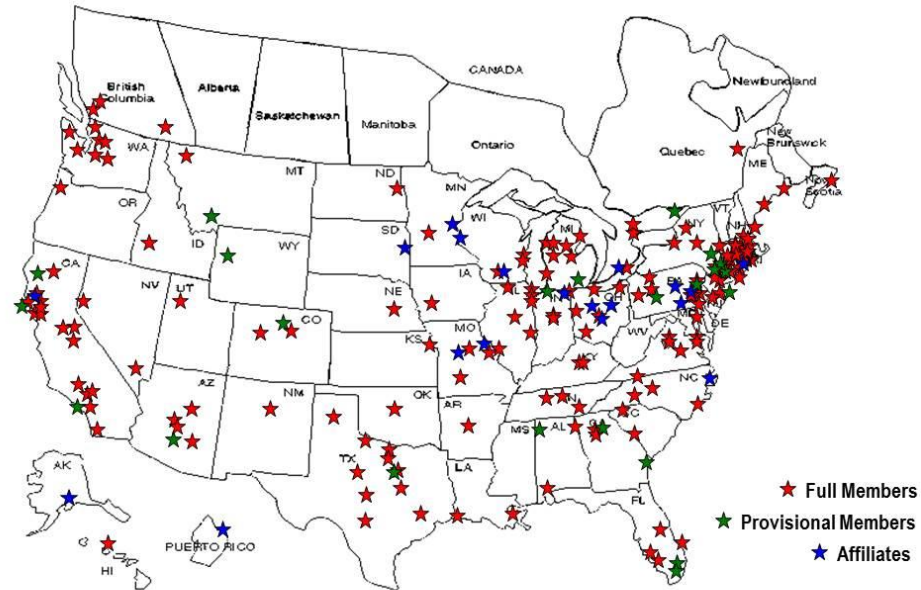 CANADA
Newfoundland
British
Columbia
Alberta
Saskatchewan
Manitoba
Ontario
Quebec
New
Brunswick
Nova
Scotia
ME
WA
MT
ND
MN
WI
MI
NY
VT
NH
OR
ID
WY
SD
IA
CA
NV
UT
CO
NE
KS
MO
IL
IN
OH
PA
MD
DE
WV
KY
NC
AZ
NM
OK
AR
MS
AL
TX
LA
FL
AK
HI
PUERTO RICO
Full Members
Provisional Members
Affiliates